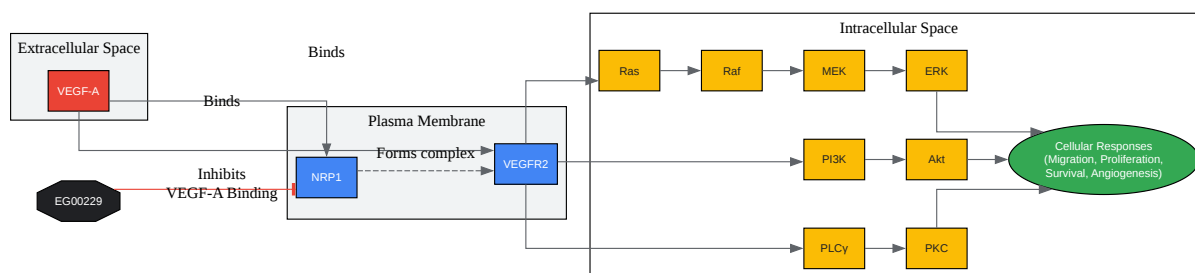 Intracellular Space
Extracellular Space
Binds
VEGF-A
Binds
Ras
Raf
MEK
ERK
Plasma Membrane
Forms complex
VEGFR2
NRP1
PI3K
Akt
Cellular Responses
(Migration, Proliferation,
Survival, Angiogenesis)
Inhibits
VEGF-A Binding
EG00229
PLCγ
PKC